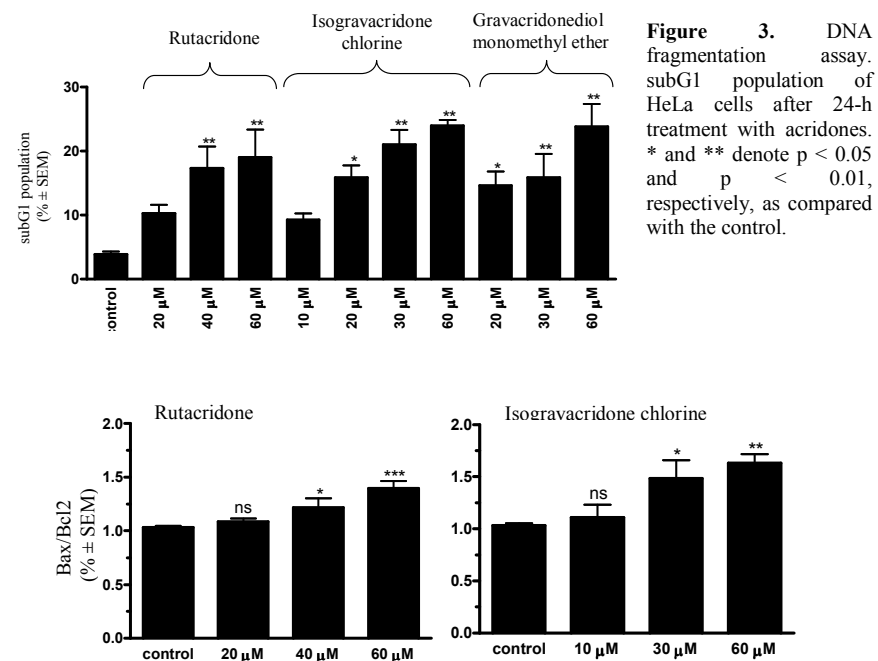 Rutacridone
Isogravacridone
chlorine
Gravacridonediol
monomethyl ether
subG1 population
(% ± SEM)
30
20
10
0
** ** * ** ** * ** **
:ontrol
20 µM
40 µM
60 µM
10 µM
20 µM
30 µM
60 µM
20 µM
30 µM
60 µM
Figure 3. DNA
fragmentation assay.
subG1 population of
HeLa cells after 24-h
treatment with acridones.
* and ** denote p < 0.05
and p < 0.01,
respectively, as compared
with the control.
Rutacridone
Bax/Bcl2
(% ± SEM)
2.0
1.5
1.0
0.5
0.0
ns * ***
control 20 µM 40 µM 60 µM
Isogravacridone chlorine
2.0
1.5
1.0
0.5
0.0
ns * **
control 10 µM 30 µM 60 µM